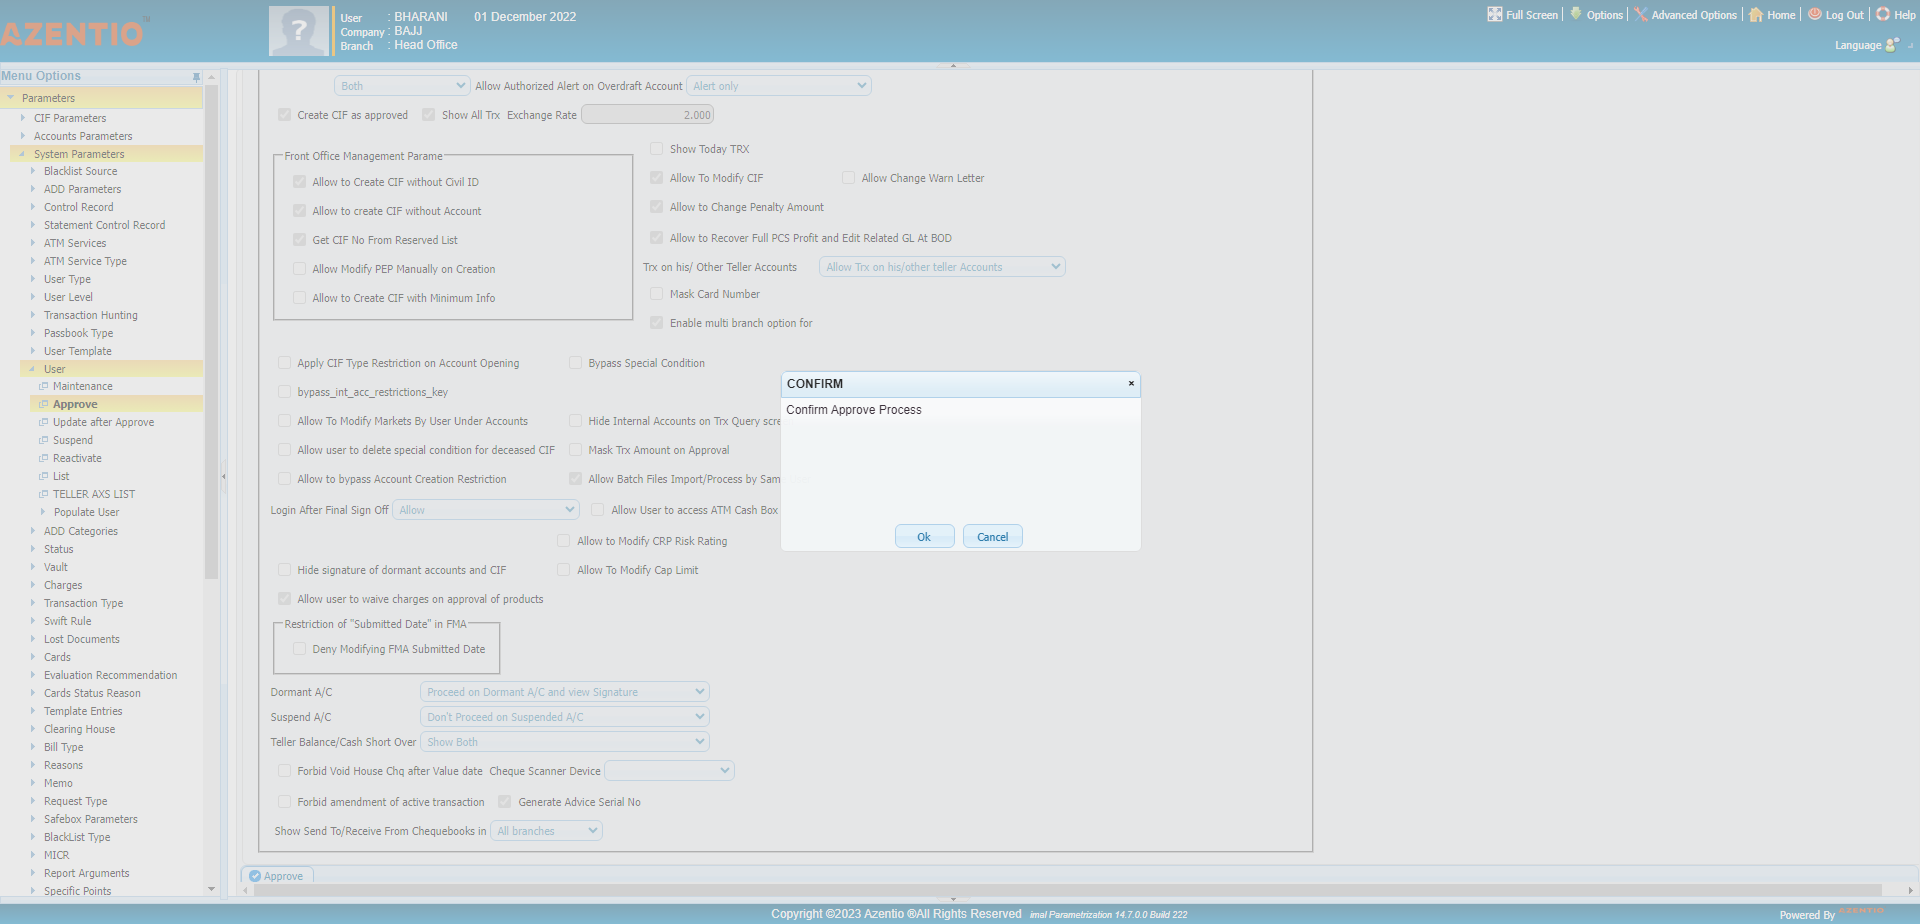 AZENTIO TM
User : BHARANI 01 December 2022
Company : BAJJ
Branch : Head Office
Full Screen Options Advanced Options Home Log Out Help
Language
Menu Options
Parameters
CIF Parameters
Accounts Parameters
System Parameters
Blacklist Source
ADD Parameters
Control Record
Statement Control Record
ATM Services
ATM Service Type
User Type
User Level
Transaction Hunting
Passbook Type
User Template
User
Maintenance
Approve
Update after Approve
Suspend
Reactivate
List
TELLER AXS LIST
Populate User
ADD Categories
Status
Vault
Charges
Transaction Type
Swift Rule
Lost Documents
Cards
Evaluation Recommendation
Cards Status Reason
Template Entries
Clearing House
Bill Type
Reasons
Memo
Request Type
Safebox Parameters
BlackList Type
MICR
Report Arguments
Specific Points
Both Allow Authorized Alert on Overdraft Account Alert only
Create CIF as approved Show All Trx Exchange Rate 2.000
Front Office Management Parame
Allow to Create CIF without Civil ID
Allow to create CIF without Account
Get CIF No From Reserved List
Allow Modify PEP Manually on Creation
Allow to Create CIF with Minimum Info
Show Today TRX
Allow To Modify CIF Allow Change Warn Letter
Allow to Change Penalty Amount
Allow to Recover Full PCS Profit and Edit Related GL At BOD
Trx on his/ Other Teller Accounts Allow Trx on his/other teller Accounts
Mask Card Number
Enable multi branch option for
Apply CIF Type Restriction on Account Opening Bypass Special Condition
bypass_int_acc_restrictions_key
Allow To Modify Markets By User Under Accounts Hide Internal Accounts on Trx Query scre
Allow user to delete special condition for deceased CIF Mask Trx Amount on Approval
Allow to bypass Account Creation Restriction Allow Batch Files Import/Process by Sam
Login After Final Sign Off Allow Allow User to access ATM Cash Box
Allow to Modify CRP Risk Rating
Hide signature of dormant accounts and CIF Allow To Modify Cap Limit
Allow user to waive charges on approval of products
Restriction of "Submitted Date" in FMA
Deny Modifying FMA Submitted Date
Dormant A/C Proceed on Dormant A/C and view Signature
Suspend A/C Don't Proceed on Suspended A/C
Teller Balance/Cash Short Over Show Both
Forbid Void House Chq after Value date Cheque Scanner Device
Forbid amendment of active transaction Generate Advice Serial No
Show Send To/Receive From Chequebooks in All branches
Approve
CONFIRM ×
Confirm Approve Process
Ok Cancel
Copyright ©2023 Azentio ®All Rights Reserved imal Parametrization 14.7.0.0 Build 222
Powered By AZENTIO